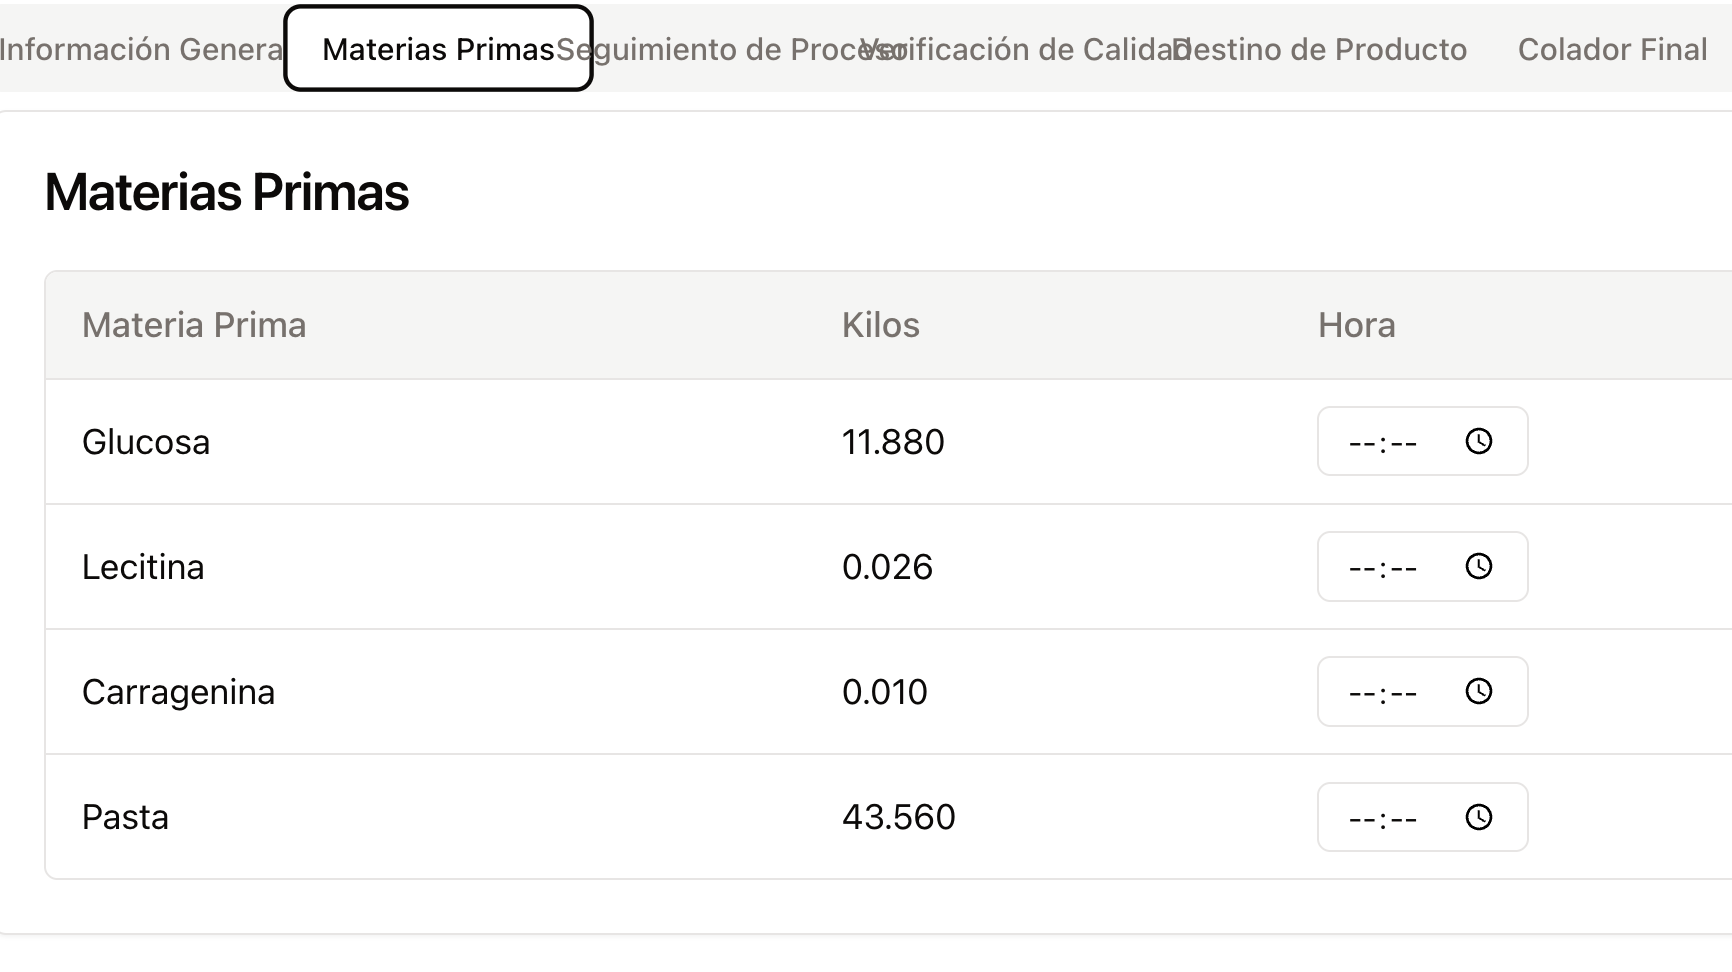 Información Genera
Materias Primas
Seguimiento de Proceso
Verificación de Calidad
Destino de Producto
Colador Final
Materias Primas
Materia Prima Kilos Hora
Glucosa 11.880 --:--
Lecitina 0.026 --:--
Carragenina 0.010 --:--
Pasta 43.560 --:--